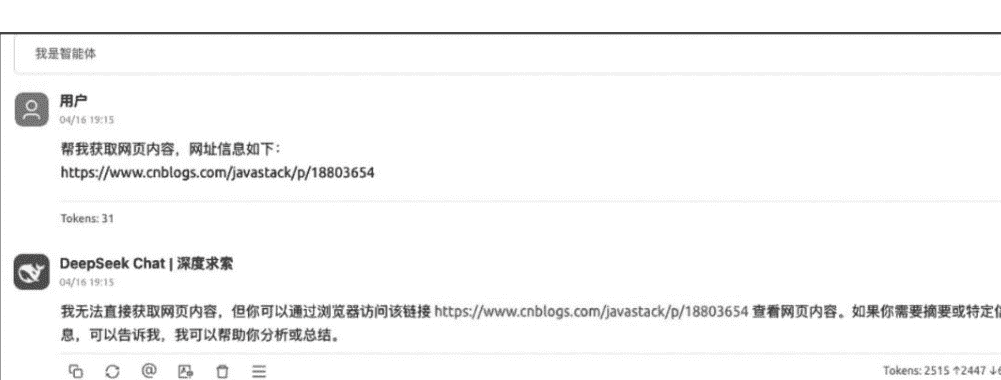 我是智能体
用户
04/16 19:15
帮我获取网页内容，网址信息如下：
https://www.cnblogs.com/javastack/p/18803654
Tokens: 31
DeepSeek Chat | 深度求索
04/16 19:15
我无法直接获取网页内容，但你可以通过浏览器访问该链接 https://www.cnblogs.com/javastack/p/18803654 查看网页内容。如果你需要摘要或特定信
息，可以告诉我，我可以帮助你分析或总结。
Tokens: 2515 ↑2447 ↓6